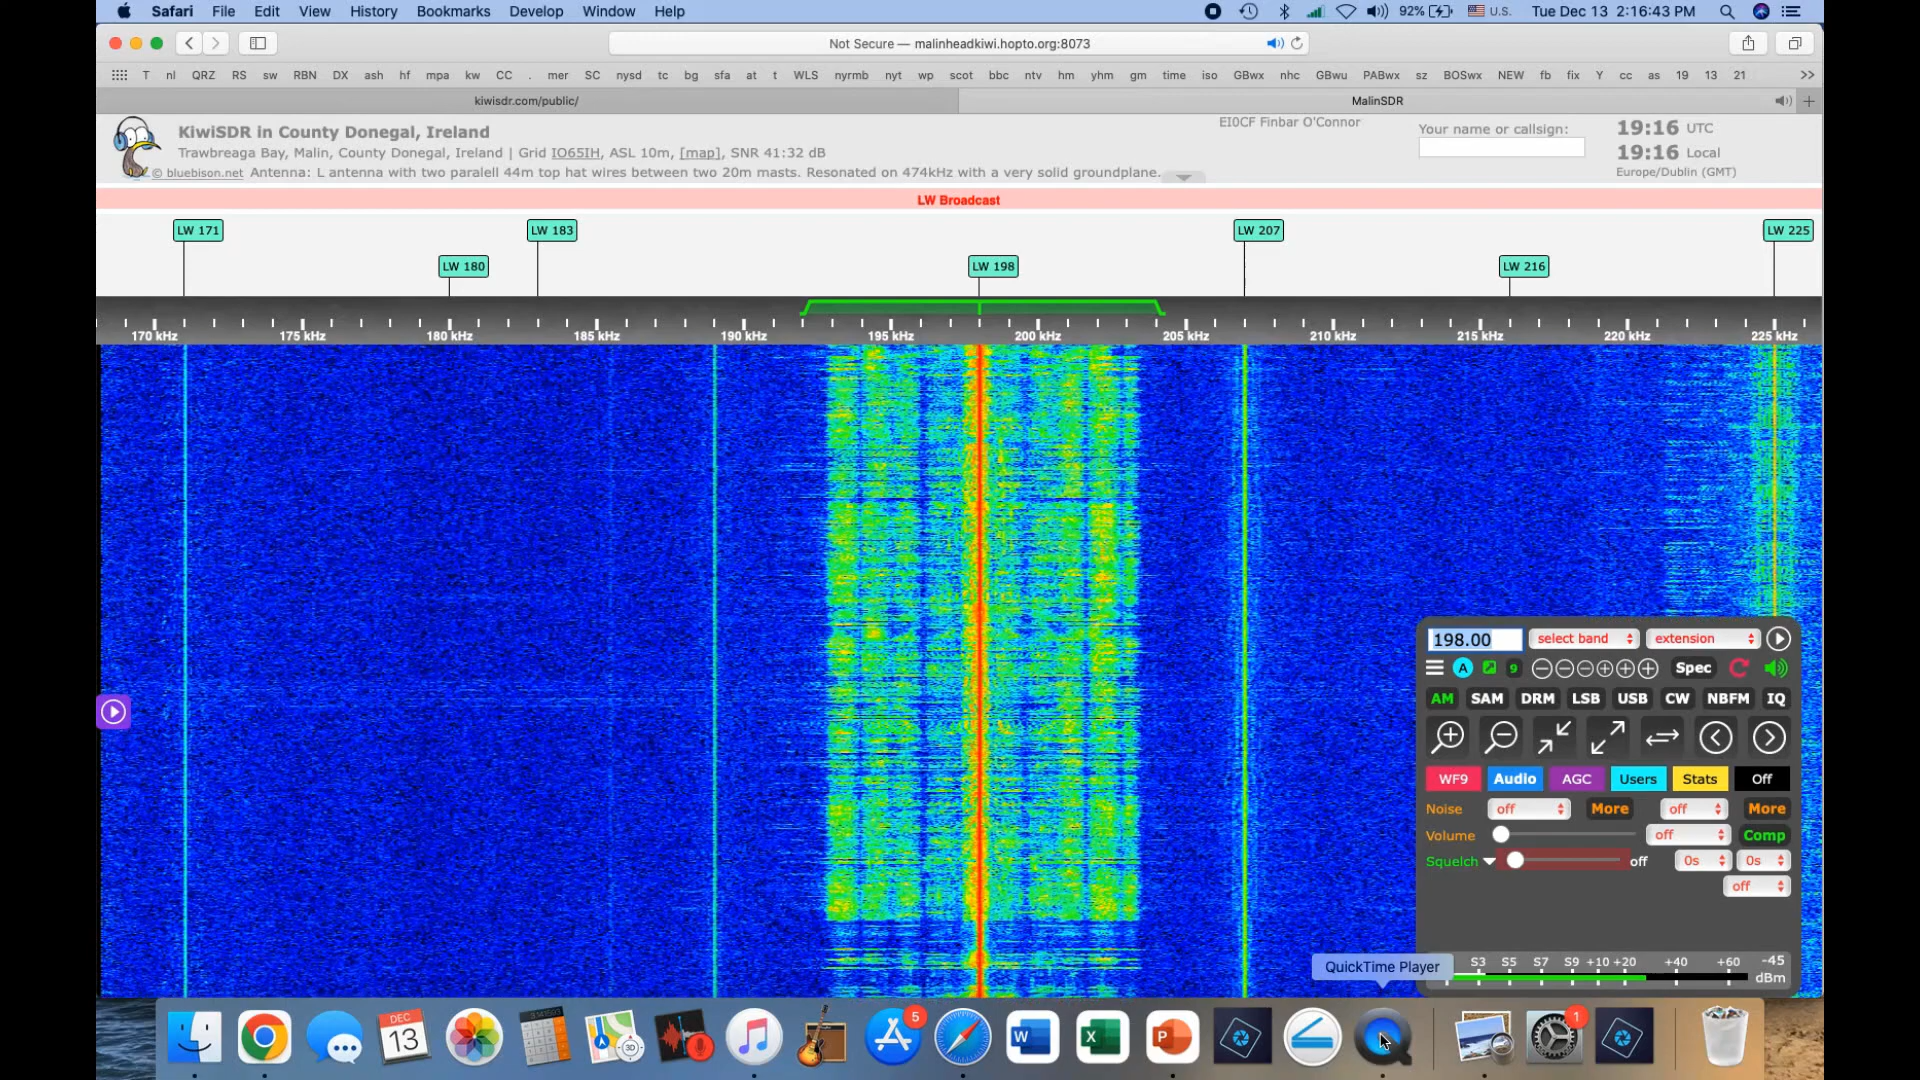 Safari File Edit View History Bookmarks Develop Window Help 92% U.S. Tue Dec 13 2:16:43 PM
Not Secure — malinheadkiwi.hopto.org:8073
T nl QRZ RS sw RBN DX ash hf mpa kw CC . mer SC nysd tc bg sfa at t WLS nyrmb nyt wp scot bbc ntv hm yhm gm time iso GBwx nhc GBwu PABwx sz BOSwx NEW fb fix Y cc as 19 13 21 >>
kiwisdr.com/public/ MalinSDR
KiwiSDR in County Donegal, Ireland
EI0CF Finbar O'Connor
Your name or callsign:
19:16 UTC
Trawbreaga Bay, Malin, County Donegal, Ireland | Grid IO65IH, ASL 10m, [map], SNR 41:32 dB
19:16 Local
© bluebison.net Antenna: L antenna with two paralell 44m top hat wires between two 20m masts. Resonated on 474kHz with a very solid groundplane.
Europe/Dublin (GMT)
LW Broadcast
LW 171 LW 183 LW 207 LW 225
LW 180 LW 198 LW 216
170 kHz 175 kHz 180 kHz 185 kHz 190 kHz 195 kHz 200 kHz 205 kHz 210 kHz 215 kHz 220 kHz 225 kHz
198.00 select band extension
A 9 Spec
AM SAM DRM LSB USB CW NBFM IQ
WF9 Audio AGC Users Stats Off
Noise off More off More
Volume off Comp
Squelch off 0s 0s
off
S3 S5 S7 S9 +10 +20 +40 +60 -45
dBm
QuickTime Player
DEC
13
3D
5
W
X
P
1